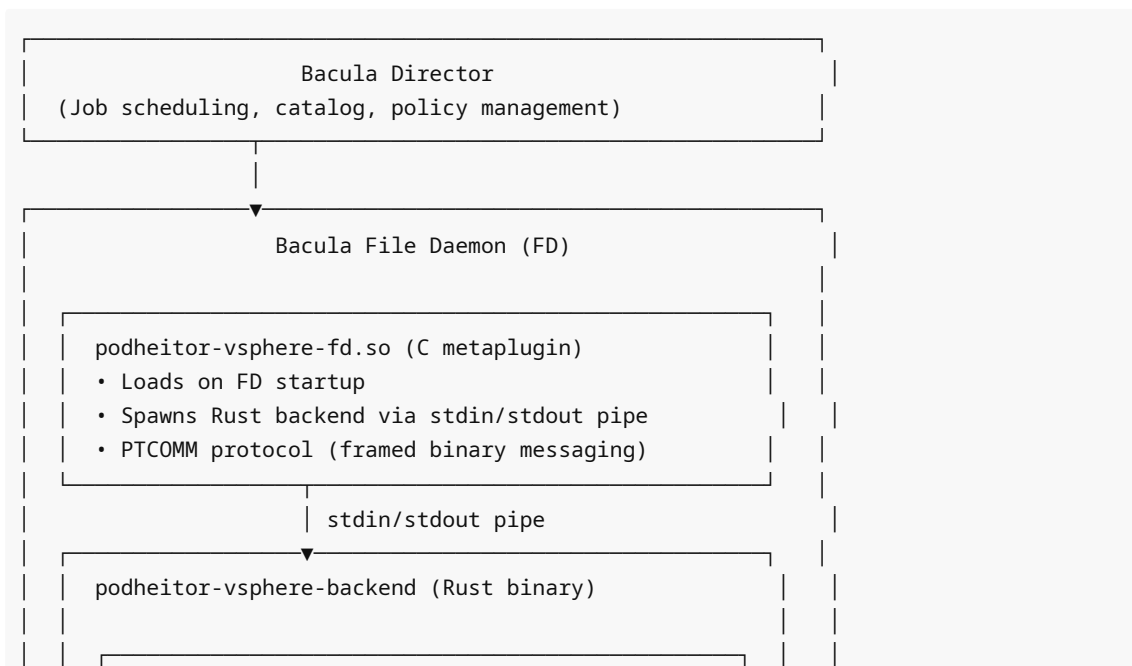 Bacula Director
(Job scheduling, catalog, policy management)
Bacula File Daemon (FD)
podheitor-vsphere-fd.so (C metaplugin)
• Loads on FD startup
• Spawns Rust backend via stdin/stdout pipe
• PTCOMM protocol (framed binary messaging)
stdin/stdout pipe
podheitor-vsphere-backend (Rust binary)